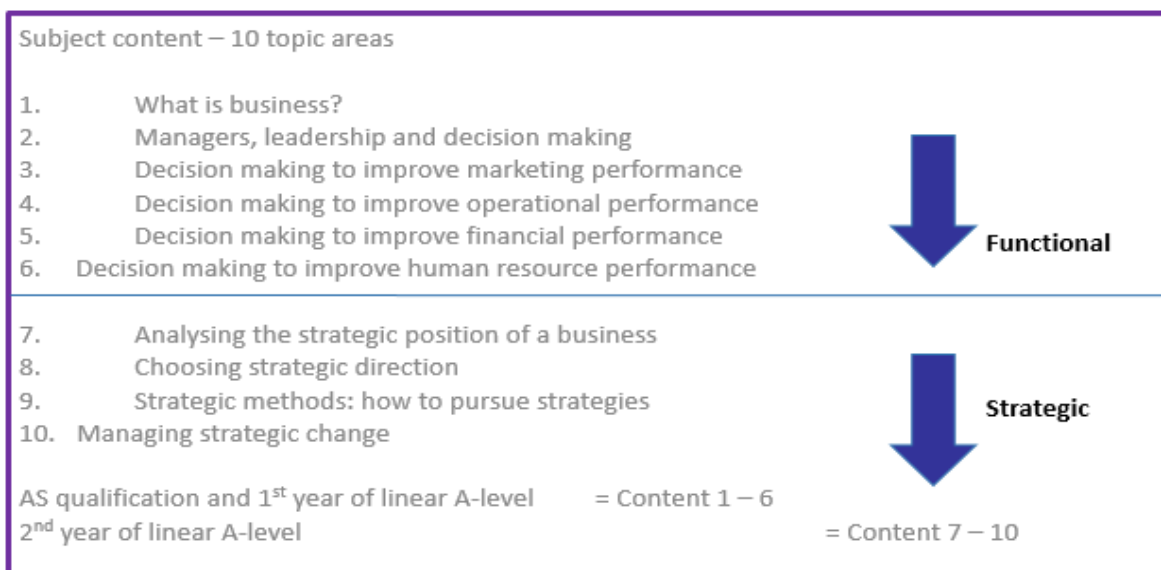 Subject content – 10 topic areas
1. What is business?
2. Managers, leadership and decision making
3. Decision making to improve marketing performance
4. Decision making to improve operational performance
5. Decision making to improve financial performance
Functional
6. Decision making to improve human resource performance
7. Analysing the strategic position of a business
8. Choosing strategic direction
9. Strategic methods: how to pursue strategies
Strategic
10. Managing strategic change
AS qualification and 1st year of linear A-level = Content 1 – 6
2nd year of linear A-level = Content 7 – 10